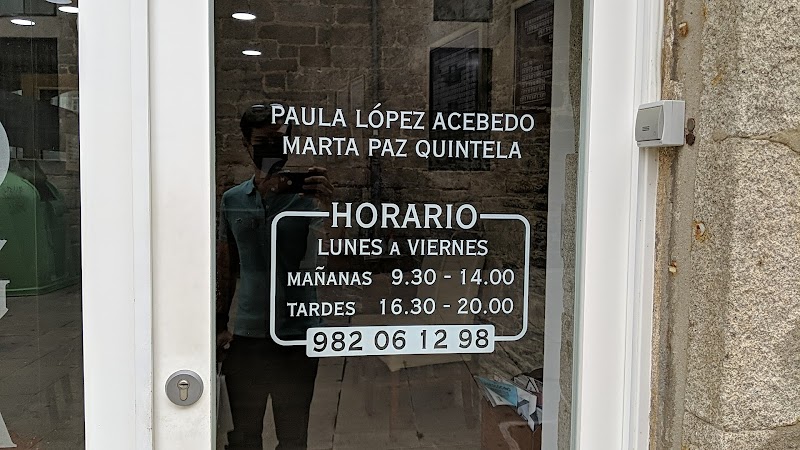 PAULA LÓPEZ ACEBEDO
MARTA PAZ QUINTELA
HORARIO
LUNES A VIERNES
MAÑANAS 9.30 - 14.00
TARDES 16.30 - 20.00
982 06 12 98